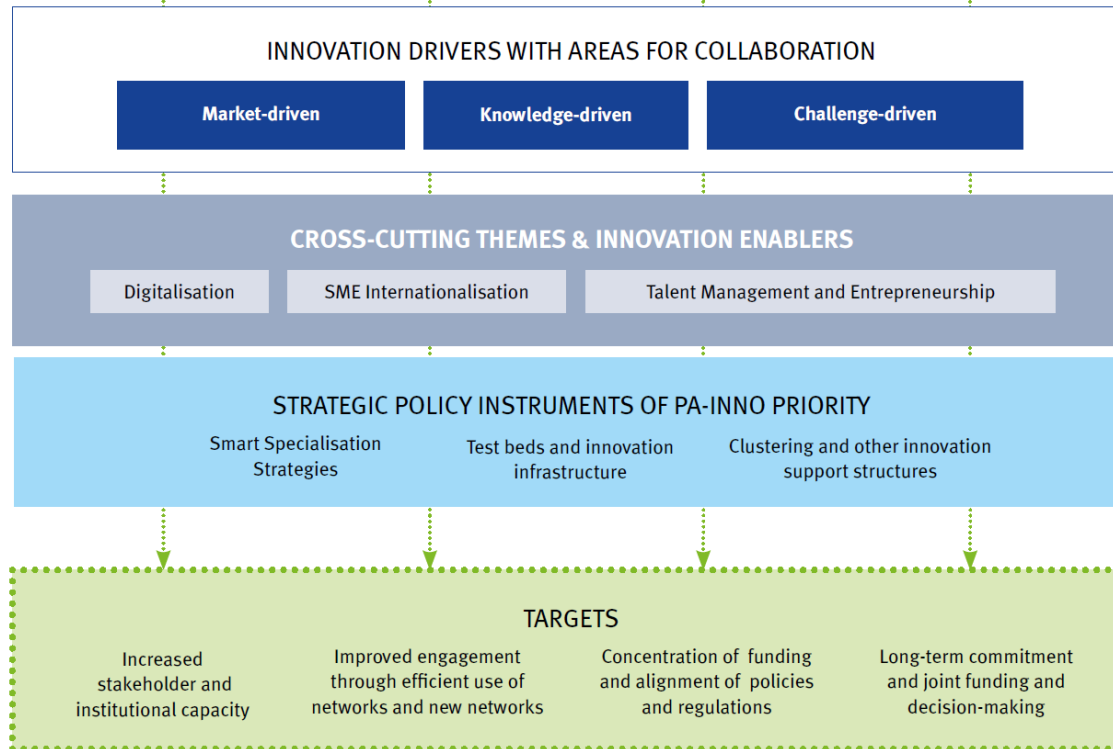 INNOVATION DRIVERS WITH AREAS FOR COLLABORATION
Market-driven
Knowledge-driven
Challenge-driven
CROSS-CUTTING THEMES & INNOVATION ENABLERS
Digitalisation
SME Internationalisation
Talent Management and Entrepreneurship
STRATEGIC POLICY INSTRUMENTS OF PA-INNO PRIORITY
Smart Specialisation
Strategies
Test beds and innovation
infrastructure
Clustering and other innovation
support structures
TARGETS
Increased
stakeholder and
institutional capacity
Improved engagement
through efficient use of
networks and new networks
Concentration of funding
and alignment of policies
and regulations
Long-term commitment
and joint funding and
decision-making